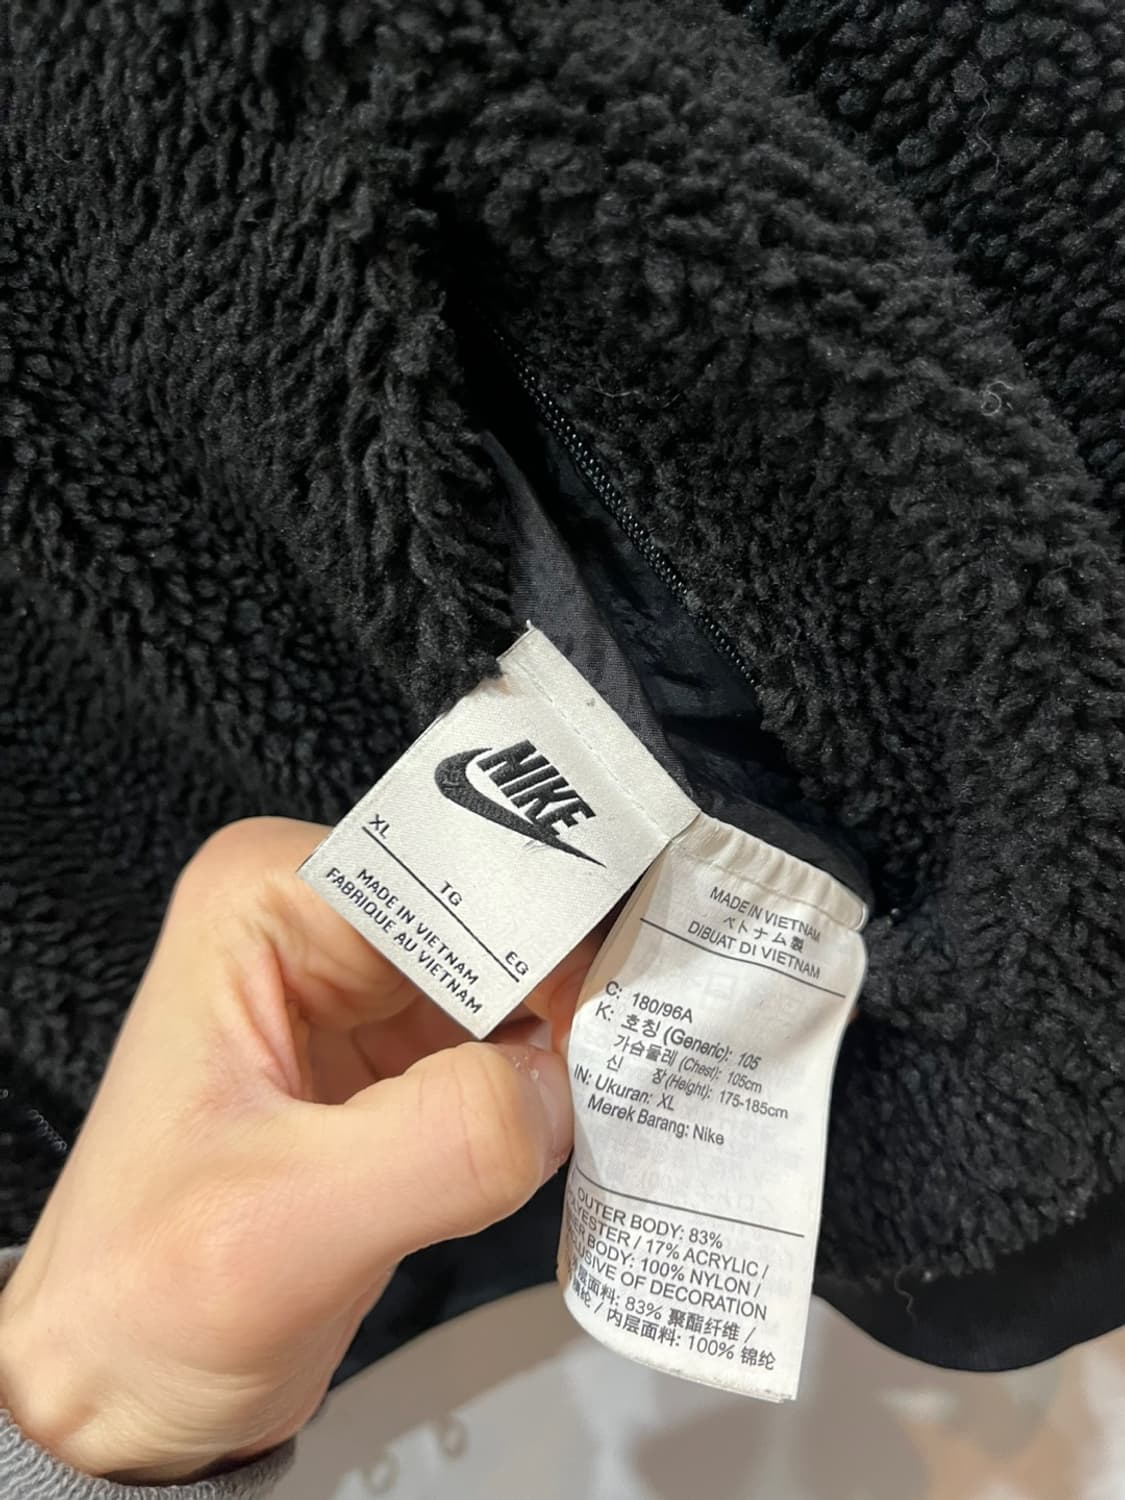 NIKE
XL
TG
EG
MADE IN VIETNAM
FABRIQUE AU VIETNAM
MADE IN VIETNAM
ベトナム製
DIBUAT DI VIETNAM
C: 180/96A
K: 호칭 (Generic): 105
가슴둘레 (Chest): 105cm
신 장 (Height): 175-185cm
IN: Ukuran: XL
Merek Barang: Nike
OUTER BODY: 83%
/ 17% ACRYLIC /
BODY: 100% NYLON /
OF DECORATION
面料: 83% 聚酯纤维 /
/ 内层面料: 100% 锦纶